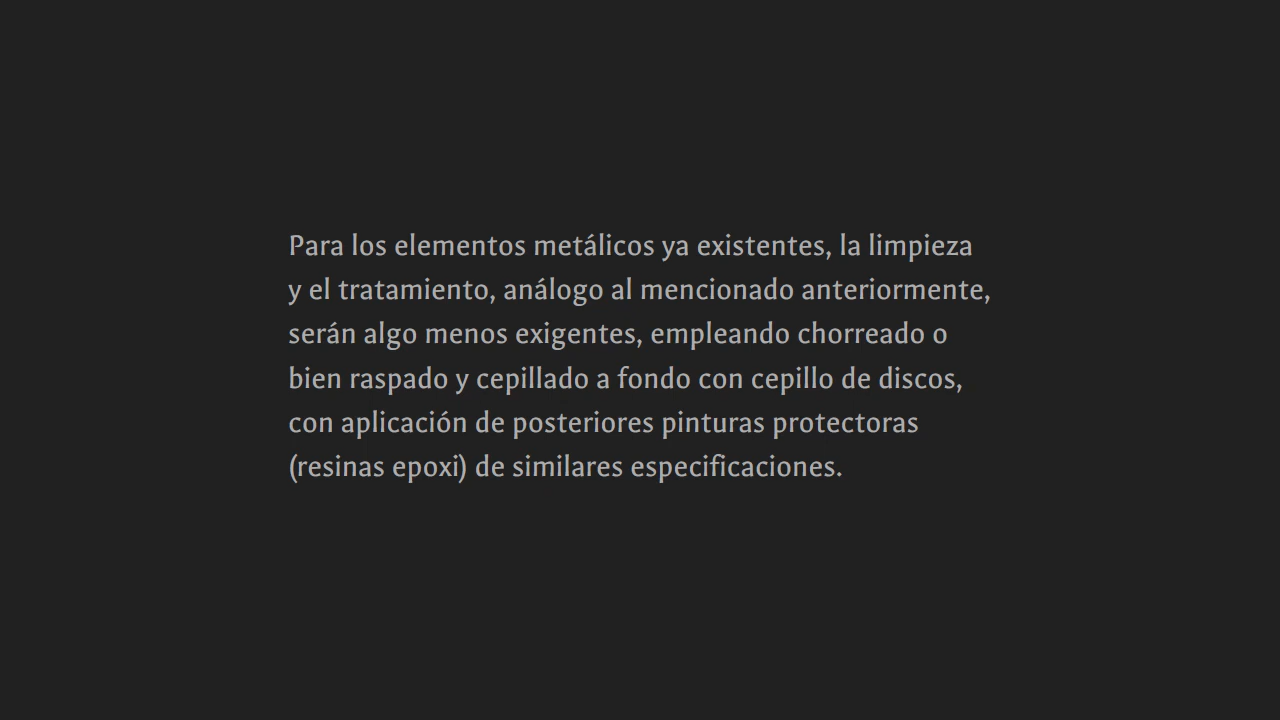 Para los elementos metálicos ya existentes, la limpieza
y el tratamiento, análogo al mencionado anteriormente,
serán algo menos exigentes, empleando chorreado o
bien raspado y cepillado a fondo con cepillo de discos,
con aplicación de posteriores pinturas protectoras
(resinas epoxi) de similares especificaciones.